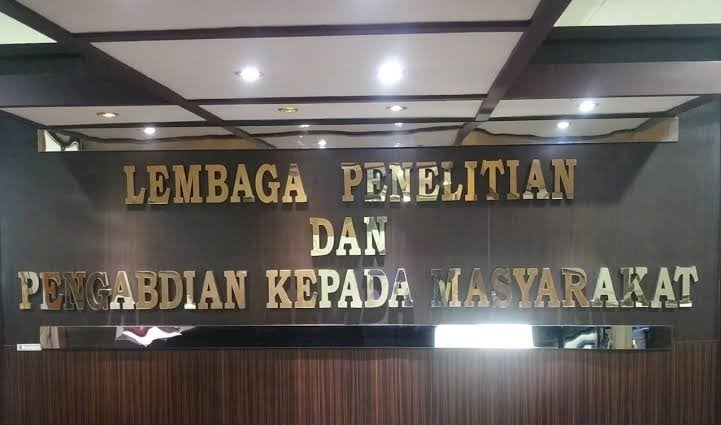 LEMBAGA PENELITIAN
DAN
PENGABDIAN KEPADA MASYARAKAT